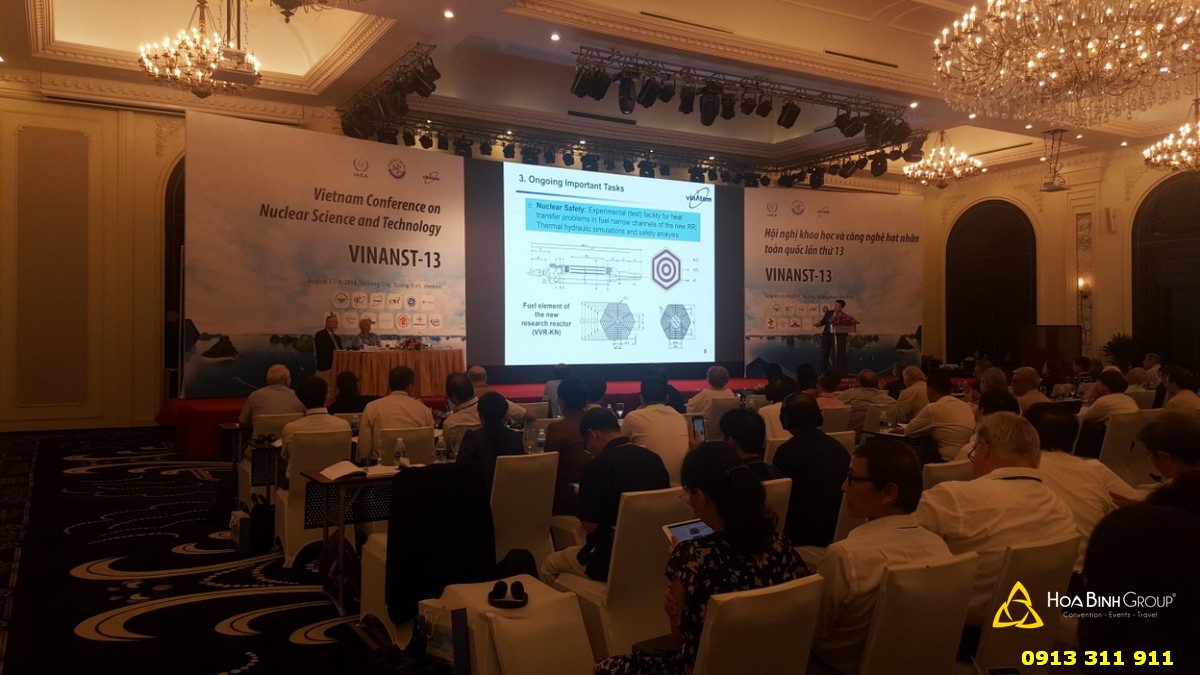 IAEA
vinAtom
Vietnam Conference on
Nuclear Science and Technology
VINANST-13
3. Ongoing Important Tasks
vinAtom
Nuclear Safety: Experimental (test) facility for heat
transfer problems in fuel narrow channels of the new RR;
Thermal hydraulic simulations and safety analysis
Fuel element of
the new
research reactor
(VVR-KN)
Hội nghị khoa học và công nghệ hạt nhân
toàn quốc lần thứ 13
VINANST-13
HOA BINH GROUP®
Convention - Events - Travel
0913 311 911